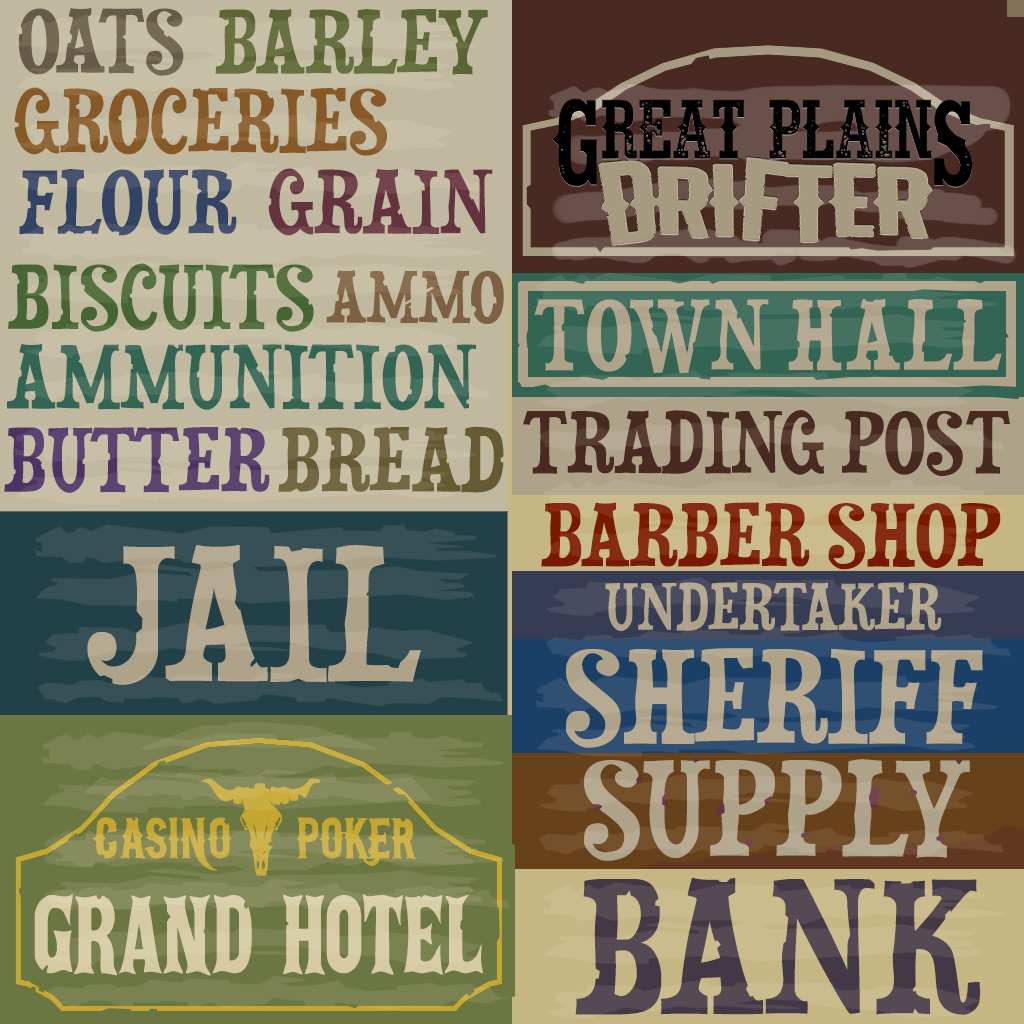 OATS BARLEY
GROCERIES
FLOUR GRAIN
BISCUITS AMMO
AMMUNITION
BUTTER BREAD
JAIL
CASINO POKER
GRAND HOTEL
GREAT PLAINS
DRIFTER
TOWN HALL
TRADING POST
BARBER SHOP
UNDERTAKER
SHERIFF
SUPPLY
BANK